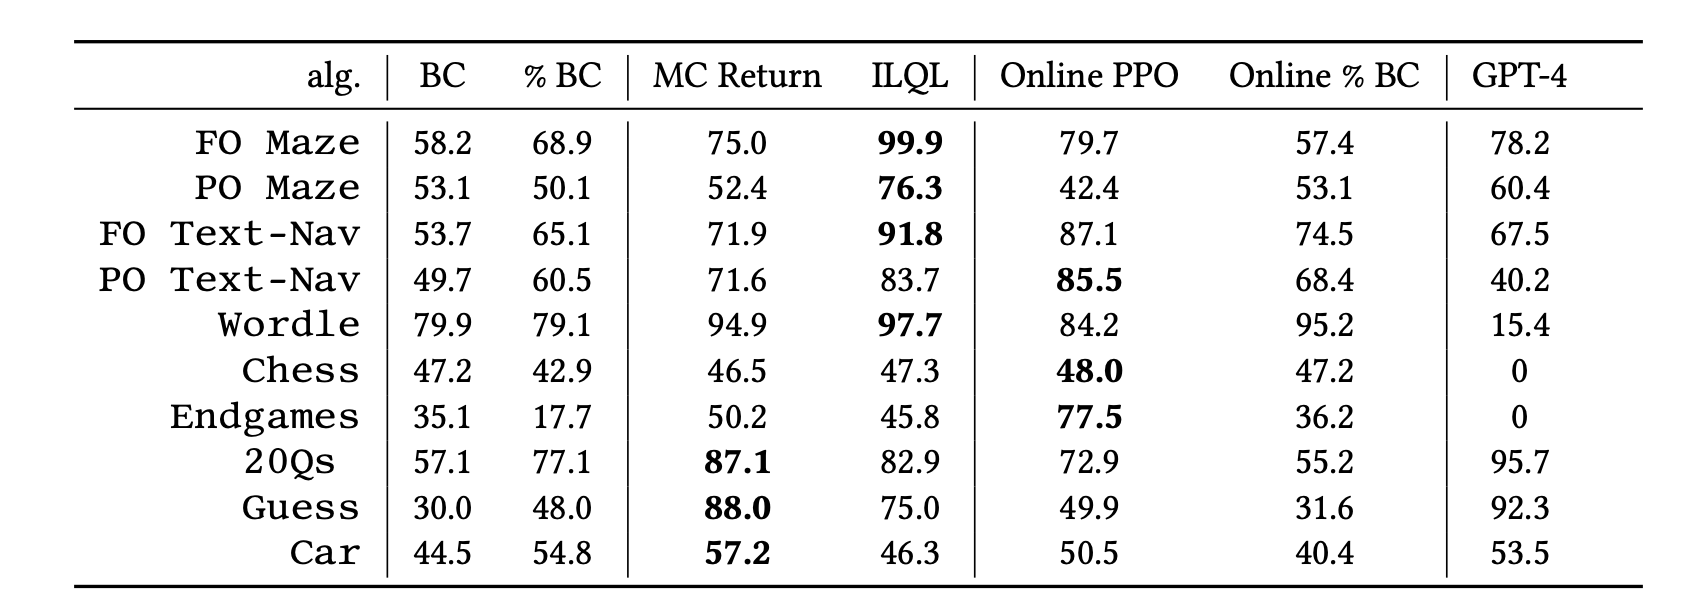 alg. BC % BC MC Return ILQL Online PPO Online % BC GPT-4
FO Maze 58.2 68.9 75.0 99.9 79.7 57.4 78.2
PO Maze 53.1 50.1 52.4 76.3 42.4 53.1 60.4
FO Text-Nav 53.7 65.1 71.9 91.8 87.1 74.5 67.5
PO Text-Nav 49.7 60.5 71.6 83.7 85.5 68.4 40.2
Wordle 79.9 79.1 94.9 97.7 84.2 95.2 15.4
Chess 47.2 42.9 46.5 47.3 48.0 47.2 0
Endgames 35.1 17.7 50.2 45.8 77.5 36.2 0
20Qs 57.1 77.1 87.1 82.9 72.9 55.2 95.7
Guess 30.0 48.0 88.0 75.0 49.9 31.6 92.3
Car 44.5 54.8 57.2 46.3 50.5 40.4 53.5